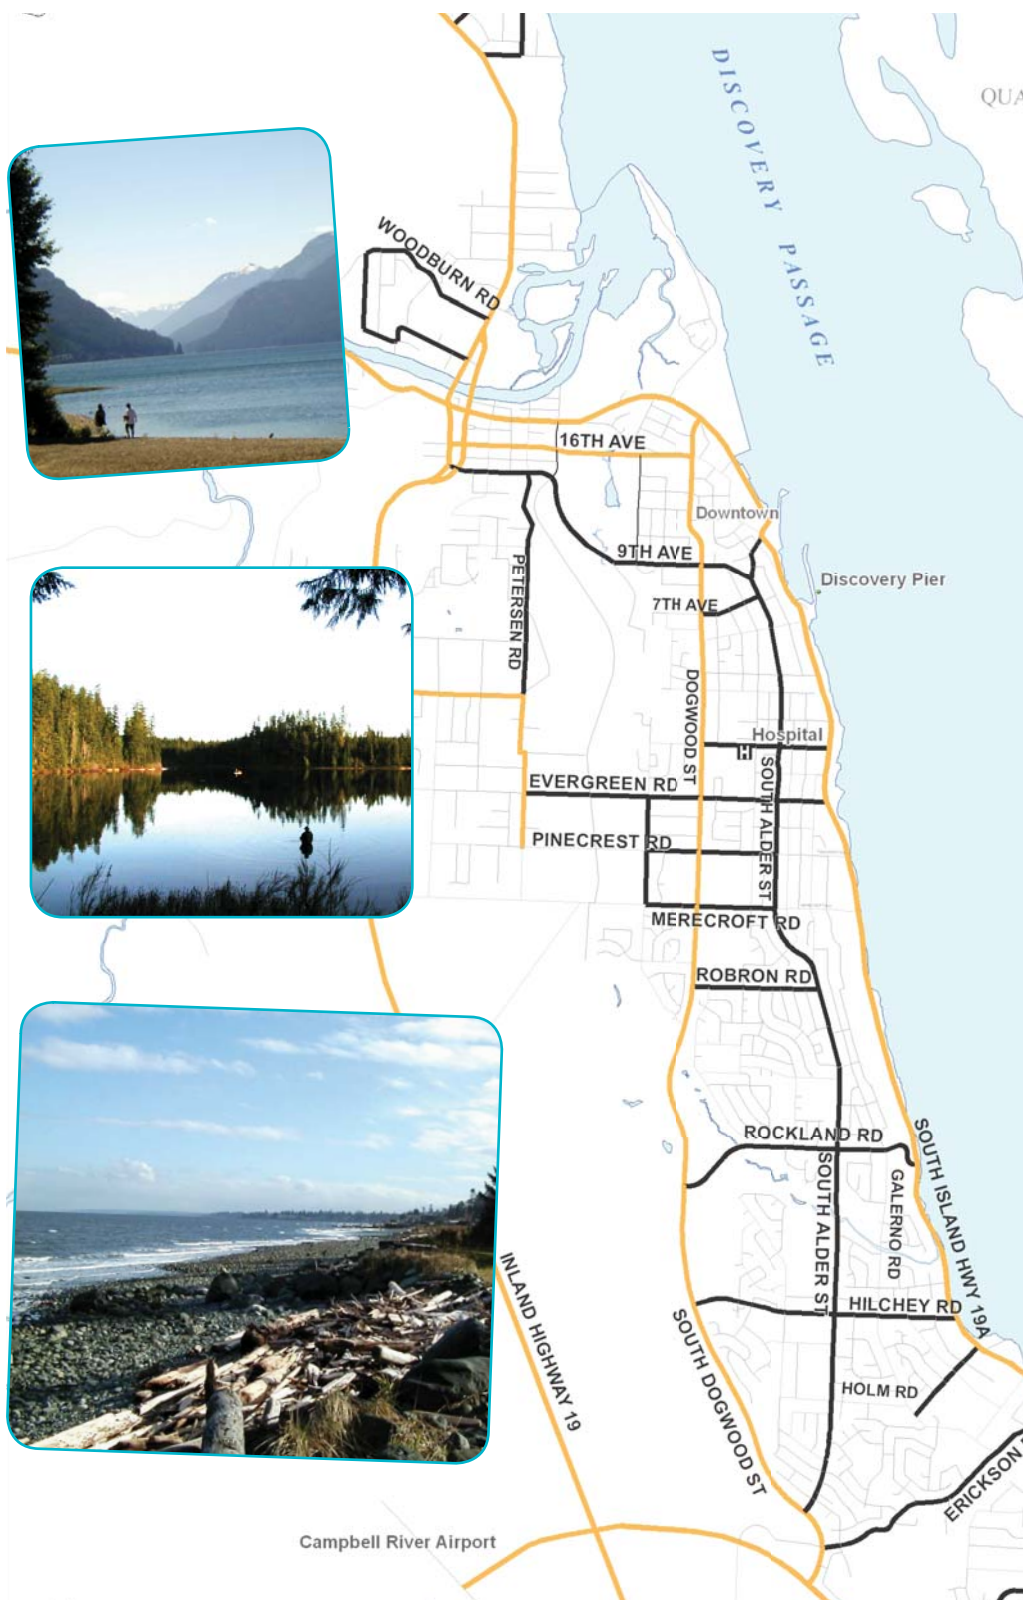 DISCOVERY PASSAGE
QUA
WOODBURN RD
16TH AVE
Downtown
9TH AVE
Discovery Pier
7TH AVE
PETERSEN RD
DOGWOOD ST
Hospital
H
SOUTH ALDER ST
EVERGREEN RD
PINECREST RD
MERECROFT RD
ROBRON RD
ROCKLAND RD
SOUTH ISLAND HWY 19A
SOUTH ALDER ST
GALERNO RD
INLAND HIGHWAY 19
HILCHEY RD
SOUTH DOGWOOD ST
HOLM RD
ERICKSON
Campbell River Airport